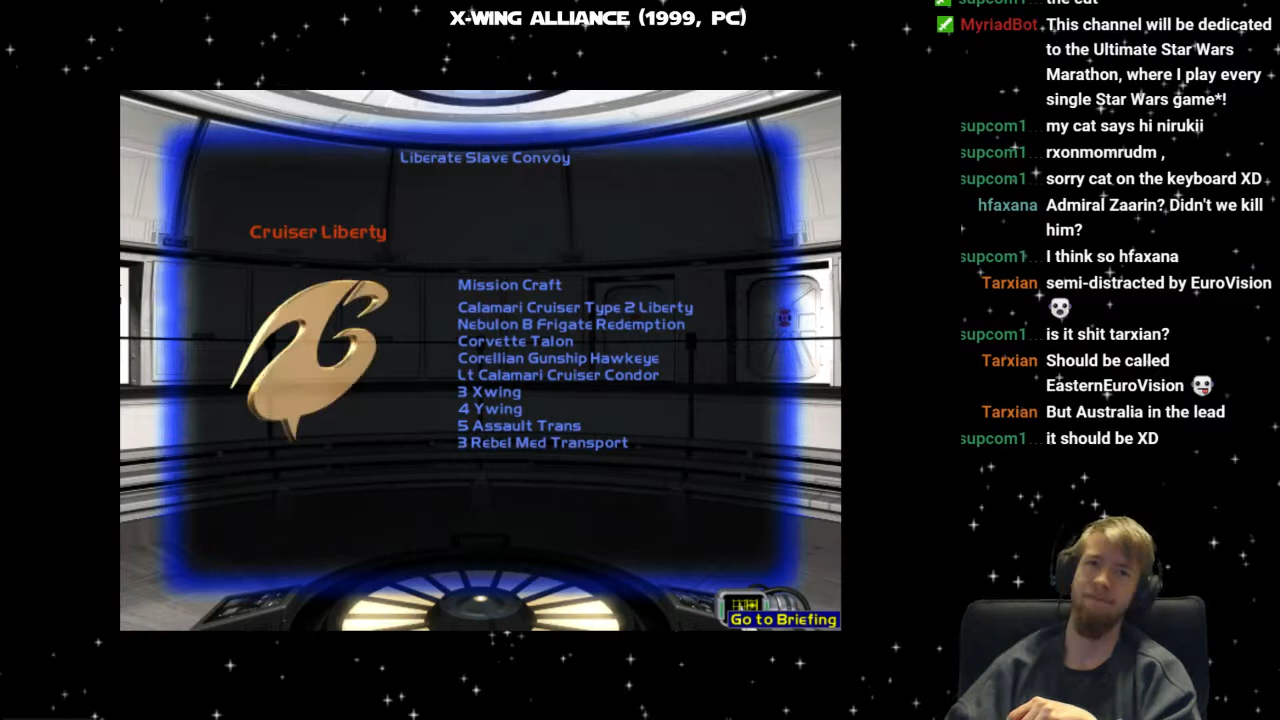 X-WING ALLIANCE (1999, PC)
Liberate Slave Convoy
Cruiser Liberty
Mission Craft
Calamari Cruiser Type 2 Liberty
Nebulon B Frigate Redemption
Corvette Talon
Corellian Gunship Hawkeye
Lt Calamari Cruiser Condor
3 Xwing
4 Ywing
5 Assault Trans
3 Rebel Med Transport
Go to Briefing
supcom1... the cut
MyriadBot This channel will be dedicated
to the Ultimate Star Wars
Marathon, where I play every
single Star Wars game*!
supcom1... my cat says hi nirukii
supcom1... rxonmomrudm ,
supcom1... sorry cat on the keyboard XD
hfaxana Admiral Zaarin? Didn't we kill
him?
supcom1... I think so hfaxana
Tarxian semi-distracted by EuroVision
supcom1... is it shit tarxian?
Tarxian Should be called
EasternEuroVision
Tarxian But Australia in the lead
supcom1... it should be XD